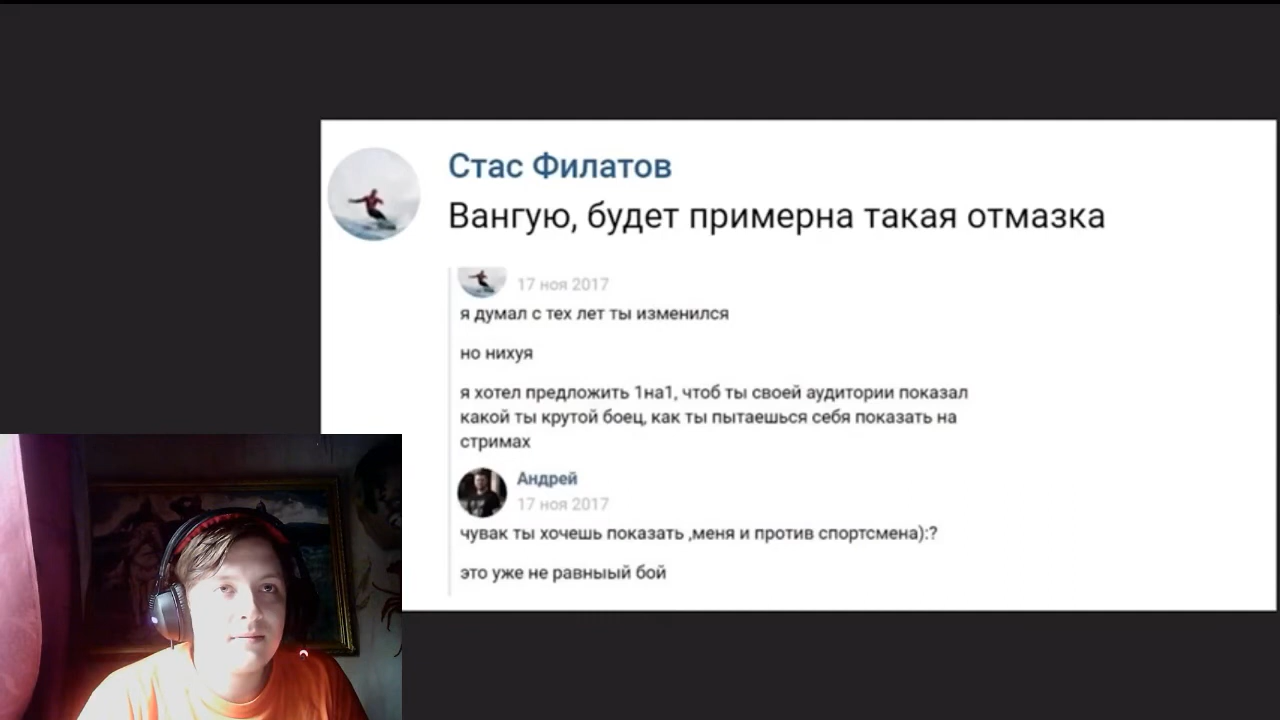 Стас Филатов
Вангую, будет примерна такая отмазка
17 ноя 2017
я думал с тех лет ты изменился
но нихуя
я хотел предложить 1на1, чтоб ты своей аудитории показал
какой ты крутой боец, как ты пытаешься себя показать на
стримах
Андрей
17 ноя 2017
чувак ты хочешь показать ,меня и против спортсмена):?
это уже не равныый бой